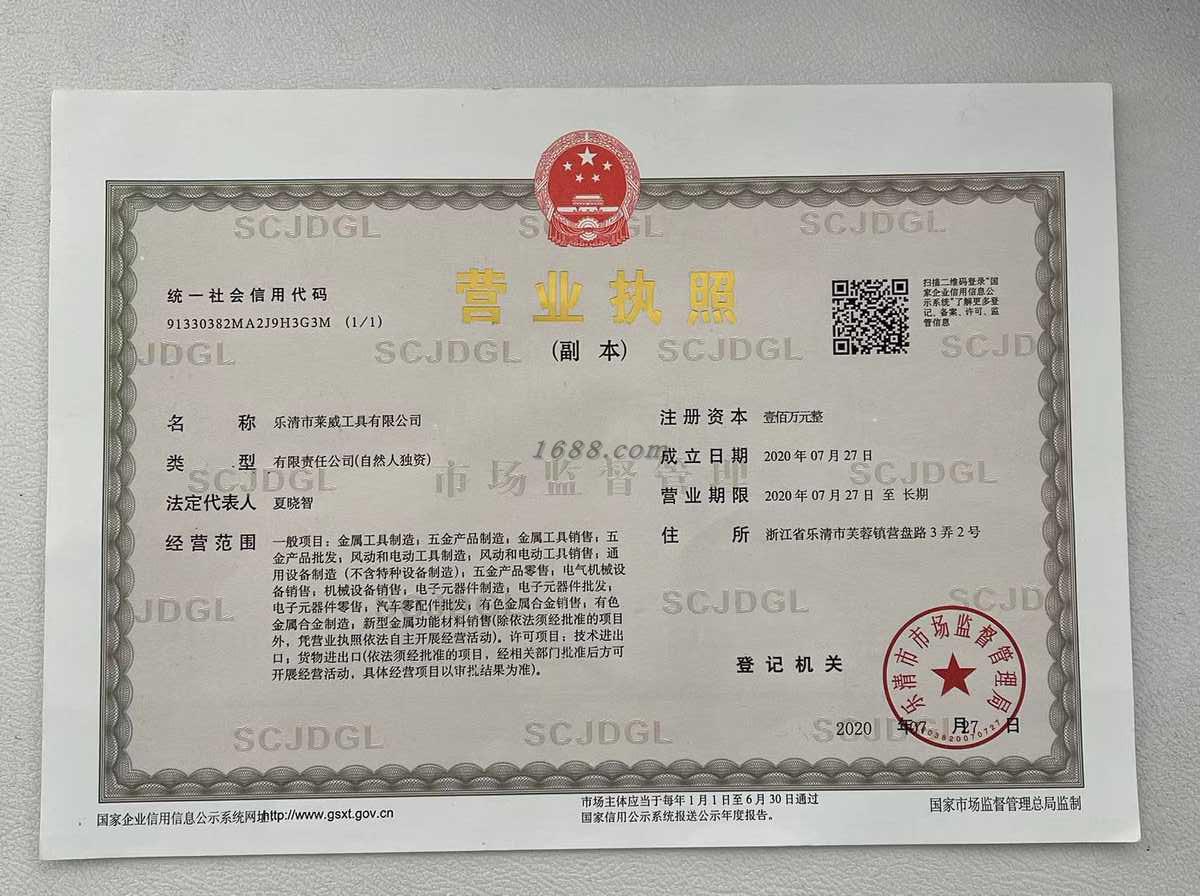 SCJDGL SCJDGL SCJDGL
营业执照
(副 本)
统一社会信用代码
91330382MA2J9H3G3M (1/1)
扫描二维码登录“国
家企业信用信息公
示系统”了解更多登
记、备案、许可、监
管信息
JDGL SCJDGL SCJDGL SCJD
名 称 乐清市莱威工具有限公司
类 型 有限责任公司(自然人独资)
法定代表人 夏晓智
经营范围 一般项目：金属工具制造；五金产品制造；金属工具销售；五
金产品批发；风动和电动工具制造；风动和电动工具销售；通
用设备制造（不含特种设备制造）；五金产品零售；电气机械设
备销售；机械设备销售；电子元器件制造；电子元器件批发；
电子元器件零售；汽车零配件批发；有色金属合金销售；有色
金属合金制造；新型金属功能材料销售(除依法须经批准的项目
外，凭营业执照依法自主开展经营活动)。许可项目：技术进出
口；货物进出口(依法须经批准的项目，经相关部门批准后方可
开展经营活动，具体经营项目以审批结果为准)。
注册资本 壹佰万元整
成立日期 2020 年 07 月 27 日
营业期限 2020 年 07 月 27 日 至 长期
住 所 浙江省乐清市芙蓉镇营盘路 3 弄 2 号
1688.com
SCJDGL 市场监督管理 SCJDGL
JDGL SCJDGL SCJD
登记机关
乐清市市场监督管理局
2020 年07 月27 日
SCJDGL SCJDGL SCJDGL
国家企业信用信息公示系统网址http://www.gsxt.gov.cn
市场主体应当于每年 1 月 1 日至 6 月 30 日通过
国家信用公示系统报送公示年度报告。
国家市场监督管理总局监制